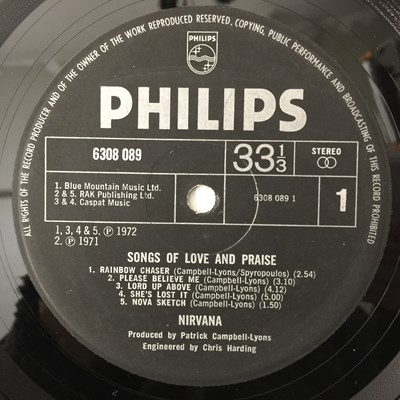 ALL RIGHTS OF THE RECORD PRODUCER AND OF THE OWNER OF THE WORK REPRODUCED RESERVED. COPYING, PUBLIC PERFORMANCE AND BROADCASTING OF THIS RECORD PROHIBITED
PHILIPS
PHILIPS
6308 089
33 1/3
STEREO
1. Blue Mountain Music Ltd.
2 & 5. RAK Publishing Ltd.
3 & 4. Caspat Music
6308 089 1
1
1, 3, 4 & 5. ℗ 1972
2. ℗ 1971
SONGS OF LOVE AND PRAISE
1. RAINBOW CHASER (Campbell-Lyons/Spyropoulos) (2.54)
2. PLEASE BELIEVE ME (Campbell-Lyons) (3.10)
3. LORD UP ABOVE (Campbell-Lyons) (4.12)
4. SHE'S LOST IT (Campbell-Lyons) (5.00)
5. NOVA SKETCH (Campbell-Lyons) (1.50)
NIRVANA
Produced by Patrick Campbell-Lyons
Engineered by Chris Harding